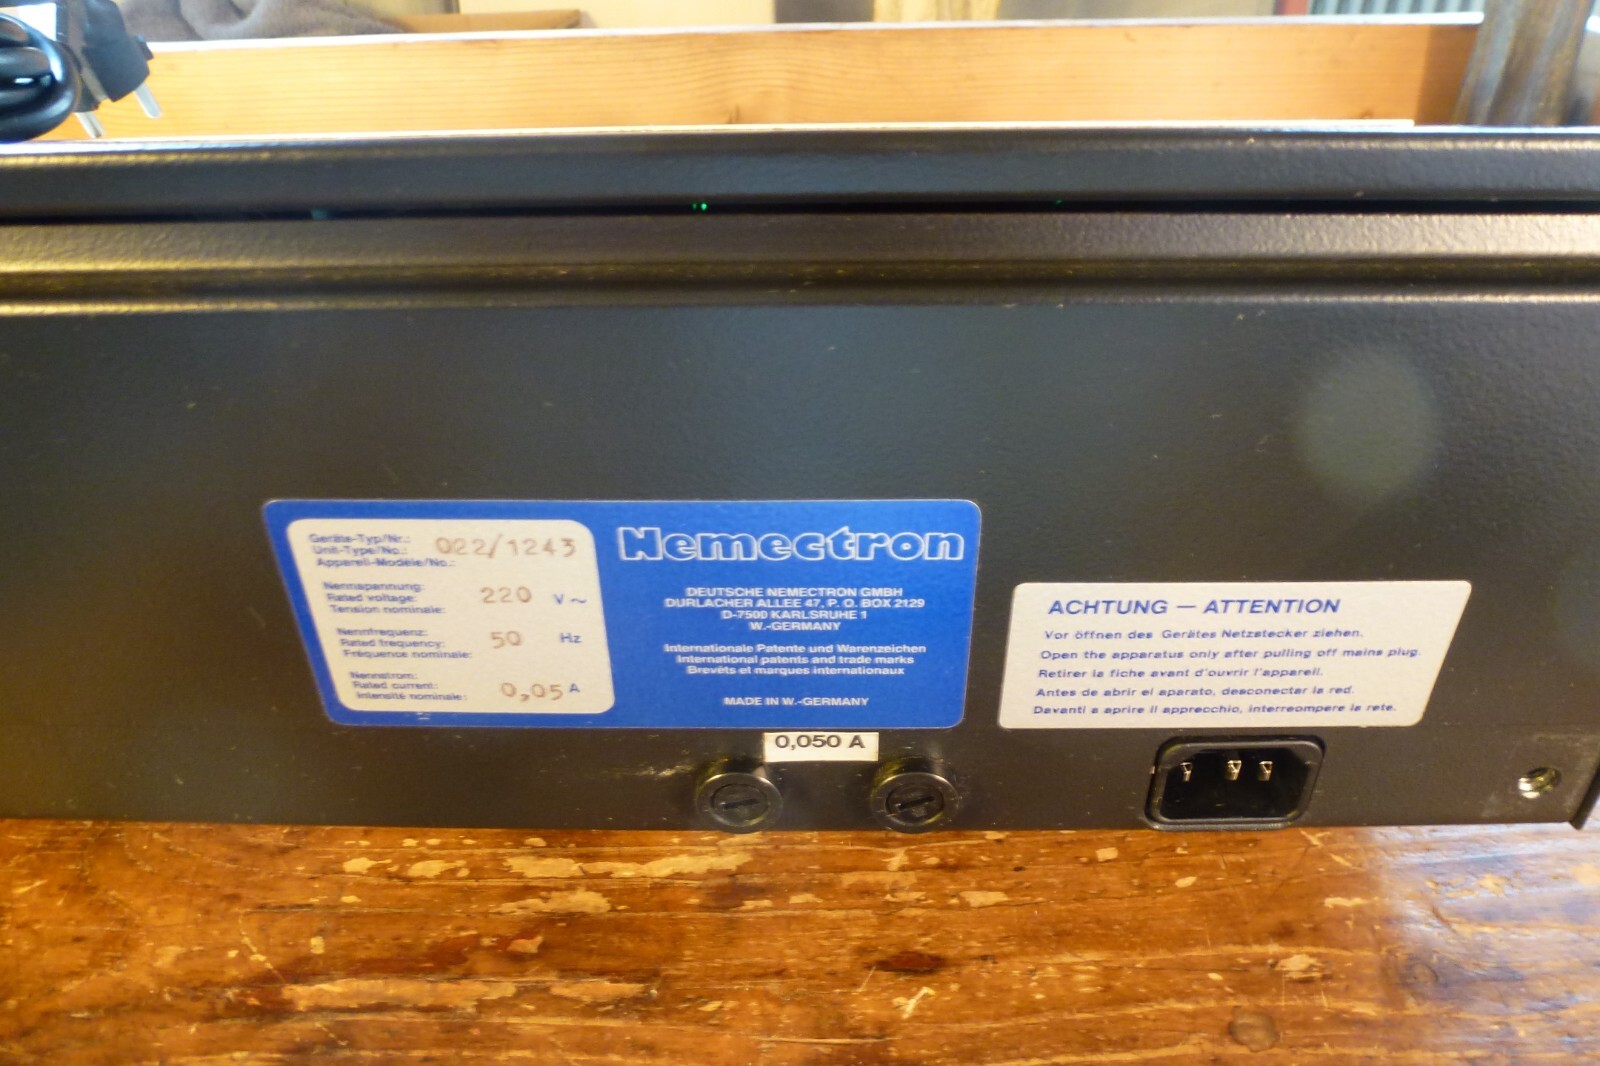 Geräte-Typ/Nr.:
Unit-Type/No.: 022/1243
Appareil-Modèle/No.:
Nennspannung:
Rated voltage: 220 V~
Tension nominale:
Nennfrequenz:
Rated frequency: 50 Hz
Fréquence nominale:
Nennstrom:
Rated current: 0,05 A
Intensité nominale:
Nemectron
DEUTSCHE NEMECTRON GMBH
DURLACHER ALLEE 47, P. O. BOX 2129
D-7500 KARLSRUHE 1
W.-GERMANY
Internationale Patente und Warenzeichen
International patents and trade marks
Brevêts et marques internationaux
MADE IN W.-GERMANY
0,050 A
ACHTUNG — ATTENTION
Vor öffnen des Gerätes Netzstecker ziehen.
Open the apparatus only after pulling off mains plug.
Retirer la fiche avant d'ouvrir l'appareil.
Antes de abrir el aparato, desconectar la red.
Davanti a aprire il apprecchio, interreompere la rete.